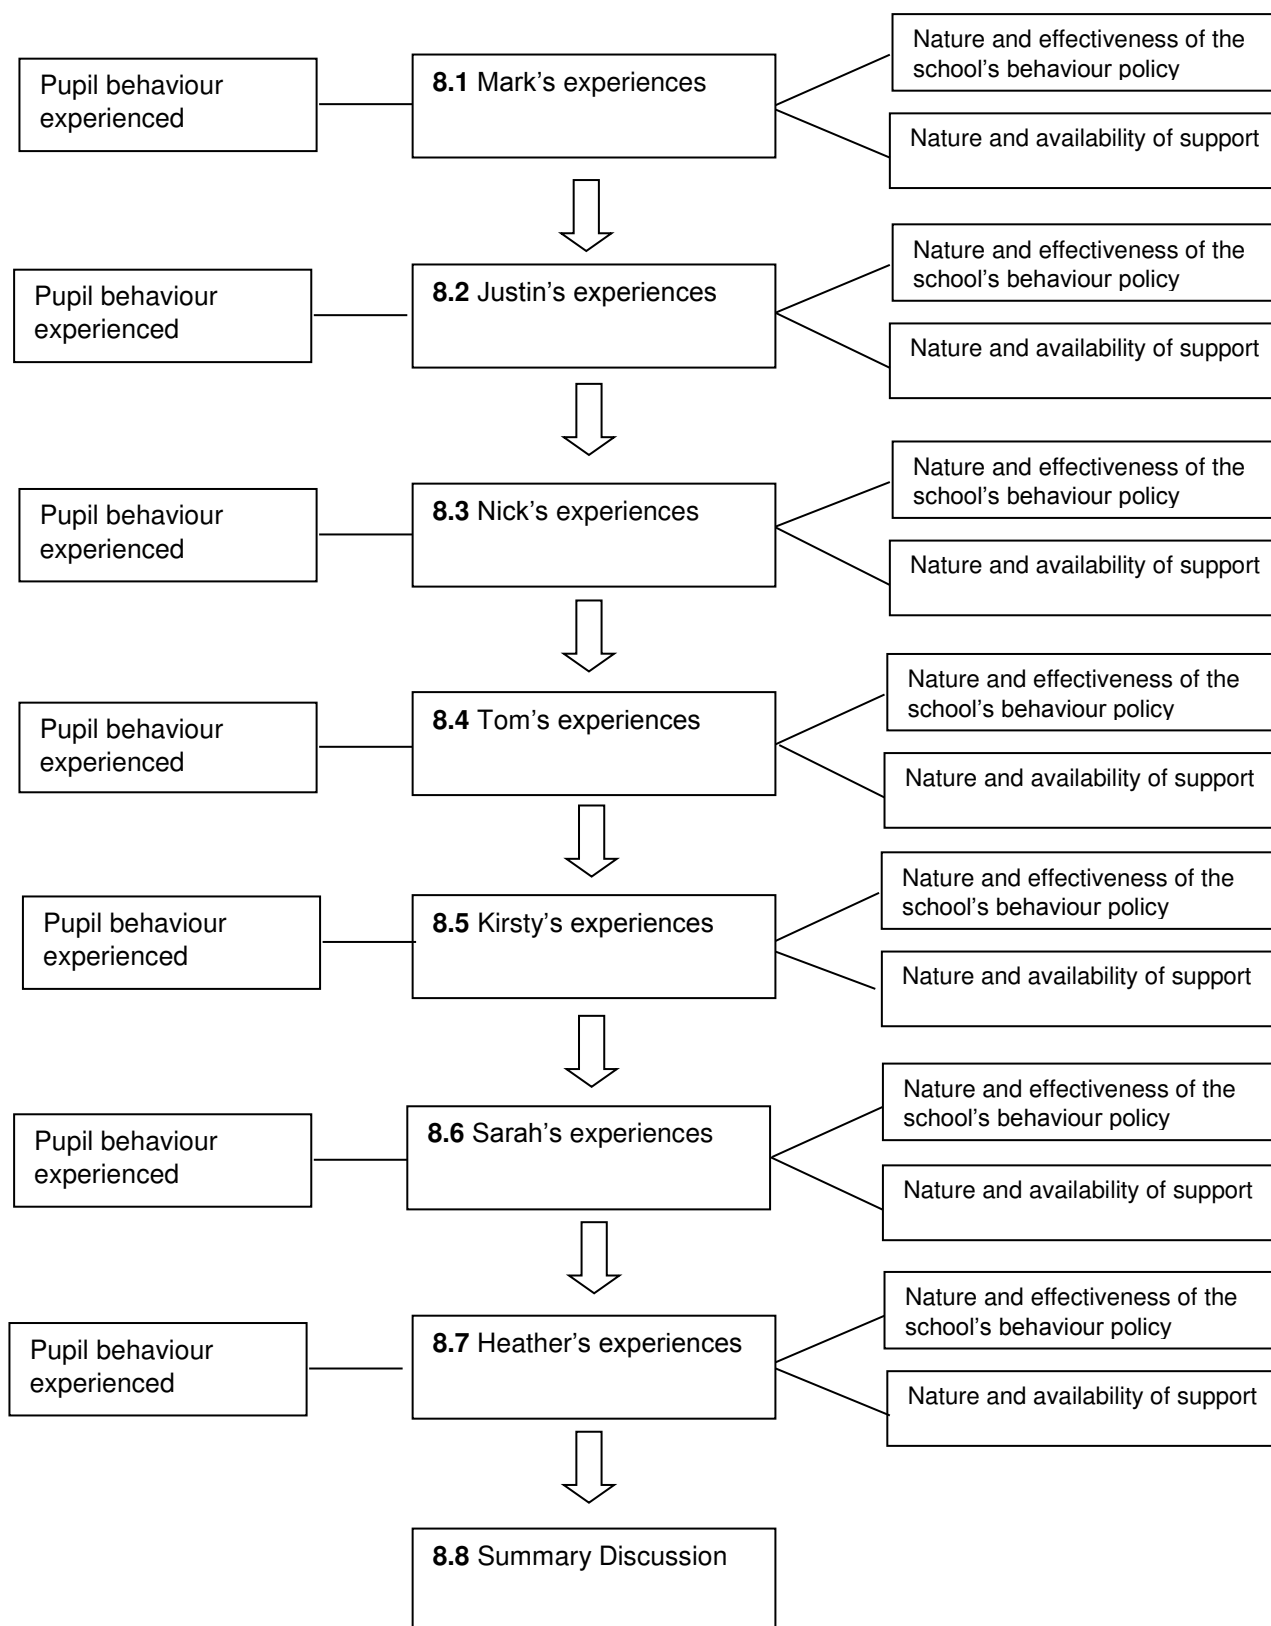 Pupil behaviour
experienced
8.1 Mark’s experiences
Nature and effectiveness of the
school’s behaviour policy
Nature and availability of support
Pupil behaviour
experienced
8.2 Justin’s experiences
Nature and effectiveness of the
school’s behaviour policy
Nature and availability of support
Pupil behaviour
experienced
8.3 Nick’s experiences
Nature and effectiveness of the
school’s behaviour policy
Nature and availability of support
Pupil behaviour
experienced
8.4 Tom’s experiences
Nature and effectiveness of the
school’s behaviour policy
Nature and availability of support
Pupil behaviour
experienced
8.5 Kirsty’s experiences
Nature and effectiveness of the
school’s behaviour policy
Nature and availability of support
Pupil behaviour
experienced
8.6 Sarah’s experiences
Nature and effectiveness of the
school’s behaviour policy
Nature and availability of support
Pupil behaviour
experienced
8.7 Heather’s experiences
Nature and effectiveness of the
school’s behaviour policy
Nature and availability of support
8.8 Summary Discussion